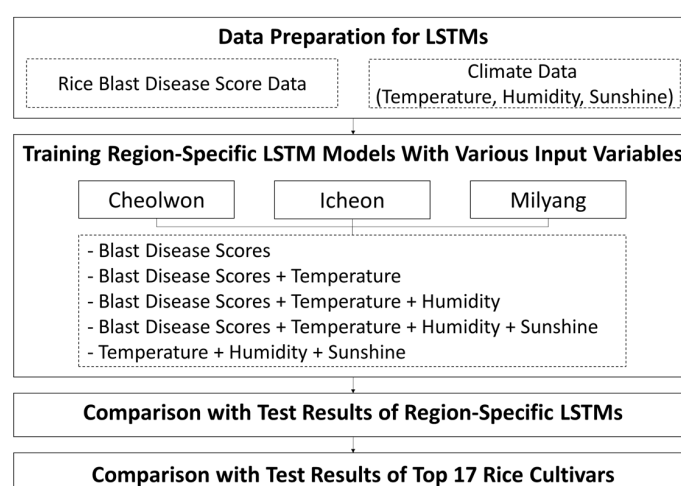 Data Preparation for LSTMs
Rice Blast Disease Score Data
Climate Data
(Temperature, Humidity, Sunshine)
Training Region-Specific LSTM Models With Various Input Variables
Cheolwon
Icheon
Milyang
- Blast Disease Scores
- Blast Disease Scores + Temperature
- Blast Disease Scores + Temperature + Humidity
- Blast Disease Scores + Temperature + Humidity + Sunshine
- Temperature + Humidity + Sunshine
Comparison with Test Results of Region-Specific LSTMs
Comparison with Test Results of Top 17 Rice Cultivars